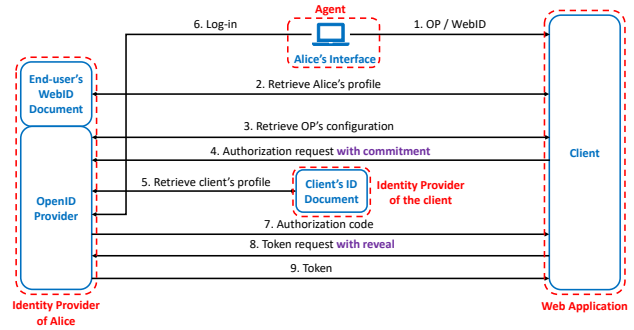 Agent
6. Log-in
1. OP / WebID
Alice's Interface
End-user's
WebID
Document
2. Retrieve Alice's profile
3. Retrieve OP's configuration
4. Authorization request with commitment
Client
5. Retrieve client's profile
Client's ID
Document
Identity Provider
of the client
OpenID
Provider
7. Authorization code
8. Token request with reveal
9. Token
Identity Provider
of Alice
Web Application